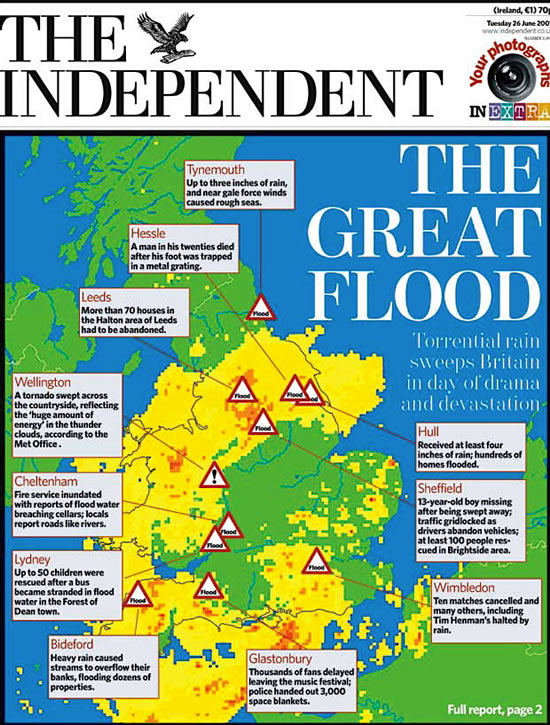 THE
INDEPENDENT
(Ireland, €1) 70p
Tuesday 26 June 200
www.independent.co.u
Your photographs
IN EXTRA
THE
GREAT
FLOOD
Torrential rain
sweeps Britain
in day of drama
and devastation
Tynemouth
Up to three inches of rain,
and near gale force winds
caused rough seas.
Hessle
A man in his twenties died
after his foot was trapped
in a metal grating.
Leeds
More than 70 houses in
the Halton area of Leeds
had to be abandoned.
Wellington
A tornado swept across
the countryside, reflecting
the 'huge amount of
energy' in the thunder
clouds, according to the
Met Office .
Cheltenham
Fire service inundated
with reports of flood water
breaching cellars; locals
report roads like rivers.
Lydney
Up to 50 children were
rescued after a bus
became stranded in flood
water in the Forest of
Dean town.
Bideford
Heavy rain caused
streams to overflow their
banks, flooding dozens of
properties.
Glastonbury
Thousands of fans delayed
leaving the music festival;
police handed out 3,000
space blankets.
Hull
Received at least four
inches of rain; hundreds of
homes flooded.
Sheffield
13-year-old boy missing
after being swept away;
traffic gridlocked as
drivers abandon vehicles;
at least 100 people res-
cued in Brightside area.
Wimbledon
Ten matches cancelled and
many others, including
Tim Henman's halted by
rain.
Flood
Flood
Flood
od
Flood
!
Flood
Flood
Flood
Flood
Flood
Full report, page 2